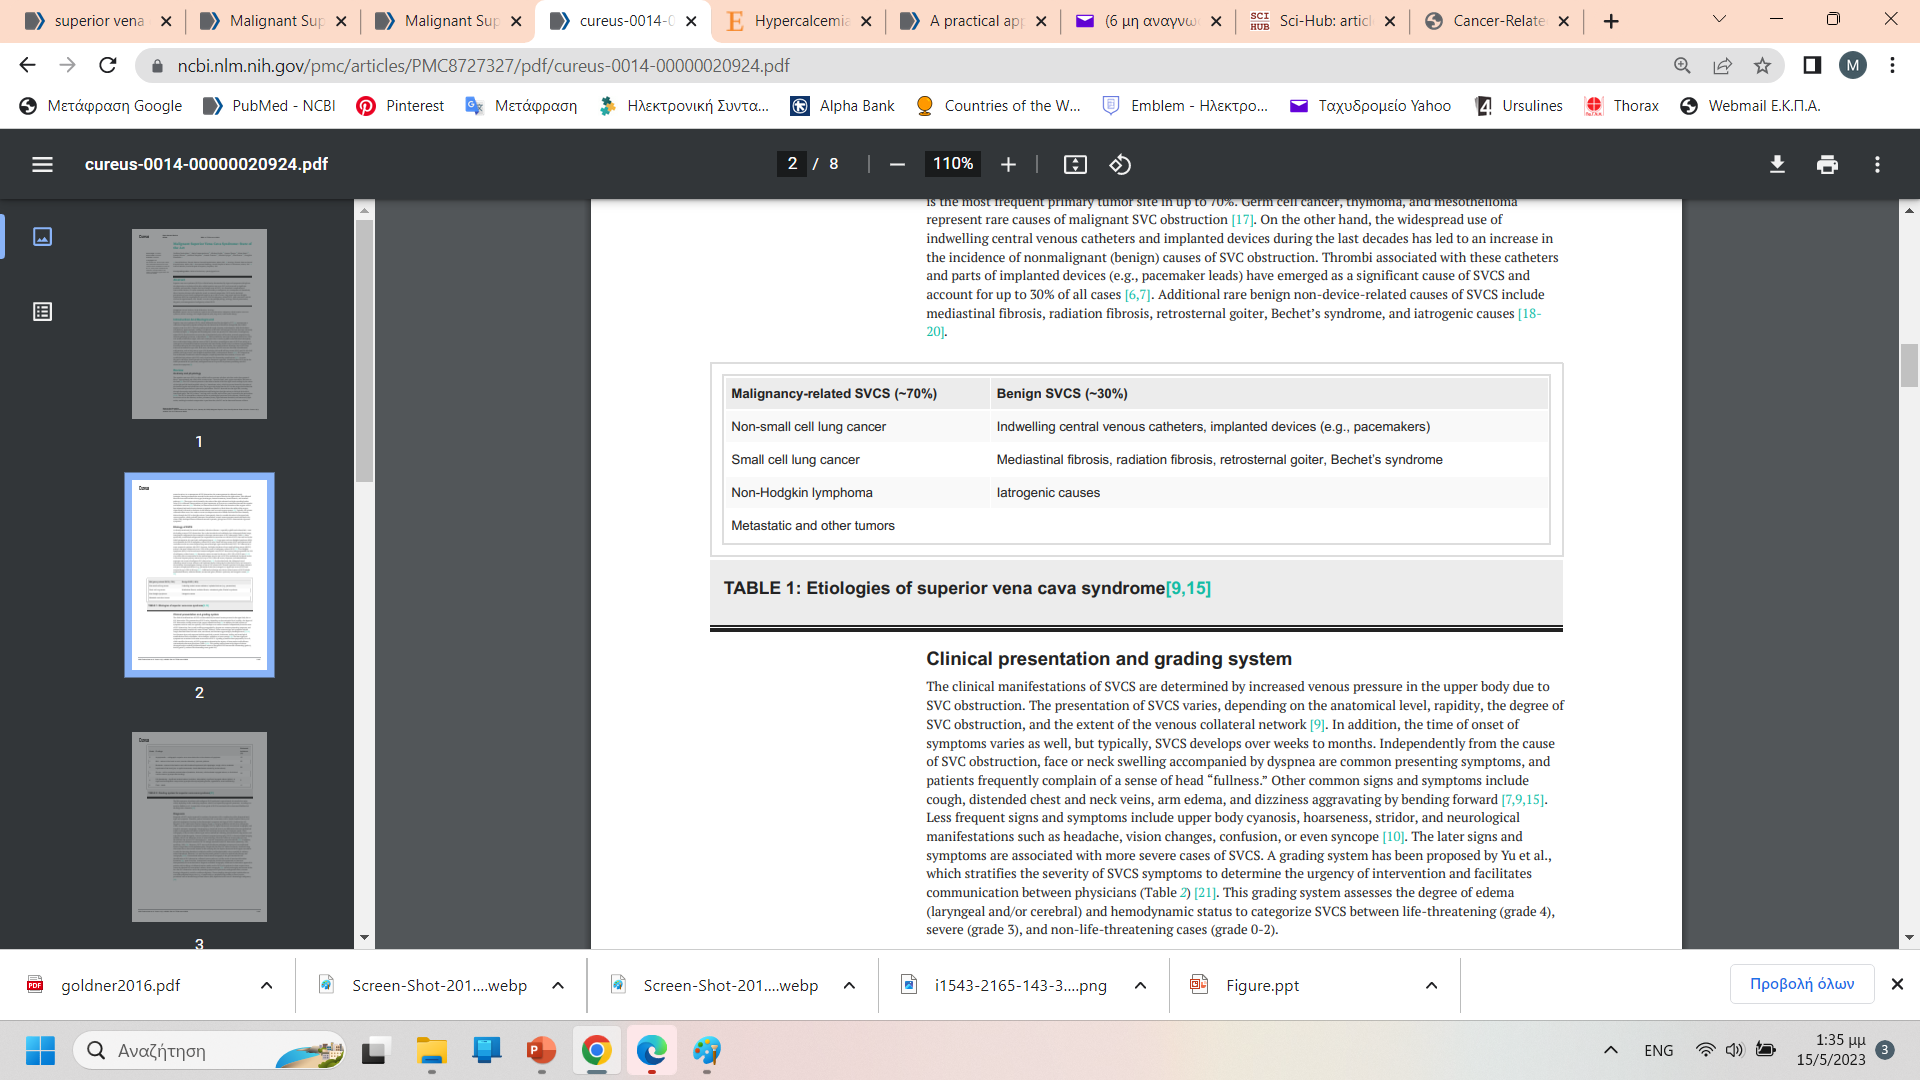 superior vena
Malignant Sup
Malignant Sup
cureus-0014-0
Hypercalcemia
A practical app
(6 μη αναγνωσ
SCI HUB
Sci-Hub: article
Cancer-Relate
ncbi.nlm.nih.gov/pmc/articles/PMC8727327/pdf/cureus-0014-00000020924.pdf
M
Μετάφραση Google
PubMed - NCBI
Pinterest
Μετάφραση
Ηλεκτρονική Συντα...
Alpha Bank
Countries of the W...
Emblem - Ηλεκτρο...
Ταχυδρομείο Yahoo
Ursulines
Thorax
Webmail Ε.Κ.Π.Α.
cureus-0014-00000020924.pdf
2 / 8
110%
1
2
3
is the most frequent primary tumor site in up to 70%. Germ cell cancer, thymoma, and mesothelioma
represent rare causes of malignant SVC obstruction [17]. On the other hand, the widespread use of
indwelling central venous catheters and implanted devices during the last decades has led to an increase in
the incidence of nonmalignant (benign) causes of SVC obstruction. Thrombi associated with these catheters
and parts of implanted devices (e.g., pacemaker leads) have emerged as a significant cause of SVCS and
account for up to 30% of all cases [6,7]. Additional rare benign non-device-related causes of SVCS include
mediastinal fibrosis, radiation fibrosis, retrosternal goiter, Bechet’s syndrome, and iatrogenic causes [18-
20].
Malignancy-related SVCS (~70%) Benign SVCS (~30%)
Non-small cell lung cancer Indwelling central venous catheters, implanted devices (e.g., pacemakers)
Small cell lung cancer Mediastinal fibrosis, radiation fibrosis, retrosternal goiter, Bechet’s syndrome
Non-Hodgkin lymphoma Iatrogenic causes
Metastatic and other tumors
TABLE 1: Etiologies of superior vena cava syndrome[9,15]
Clinical presentation and grading system
The clinical manifestations of SVCS are determined by increased venous pressure in the upper body due to
SVC obstruction. The presentation of SVCS varies, depending on the anatomical level, rapidity, the degree of
SVC obstruction, and the extent of the venous collateral network [9]. In addition, the time of onset of
symptoms varies as well, but typically, SVCS develops over weeks to months. Independently from the cause
of SVC obstruction, face or neck swelling accompanied by dyspnea are common presenting symptoms, and
patients frequently complain of a sense of head “fullness.” Other common signs and symptoms include
cough, distended chest and neck veins, arm edema, and dizziness aggravating by bending forward [7,9,15].
Less frequent signs and symptoms include upper body cyanosis, hoarseness, stridor, and neurological
manifestations such as headache, vision changes, confusion, or even syncope [10]. The later signs and
symptoms are associated with more severe cases of SVCS. A grading system has been proposed by Yu et al.,
which stratifies the severity of SVCS symptoms to determine the urgency of intervention and facilitates
communication between physicians (Table 2) [21]. This grading system assesses the degree of edema
(laryngeal and/or cerebral) and hemodynamic status to categorize SVCS between life-threatening (grade 4),
severe (grade 3), and non-life-threatening cases (grade 0-2).
goldner2016.pdf
Screen-Shot-201....webp
Screen-Shot-201....webp
i1543-2165-143-3....png
Figure.ppt
Προβολή όλων
Αναζήτηση
ENG
1:35 μμ
15/5/2023
3